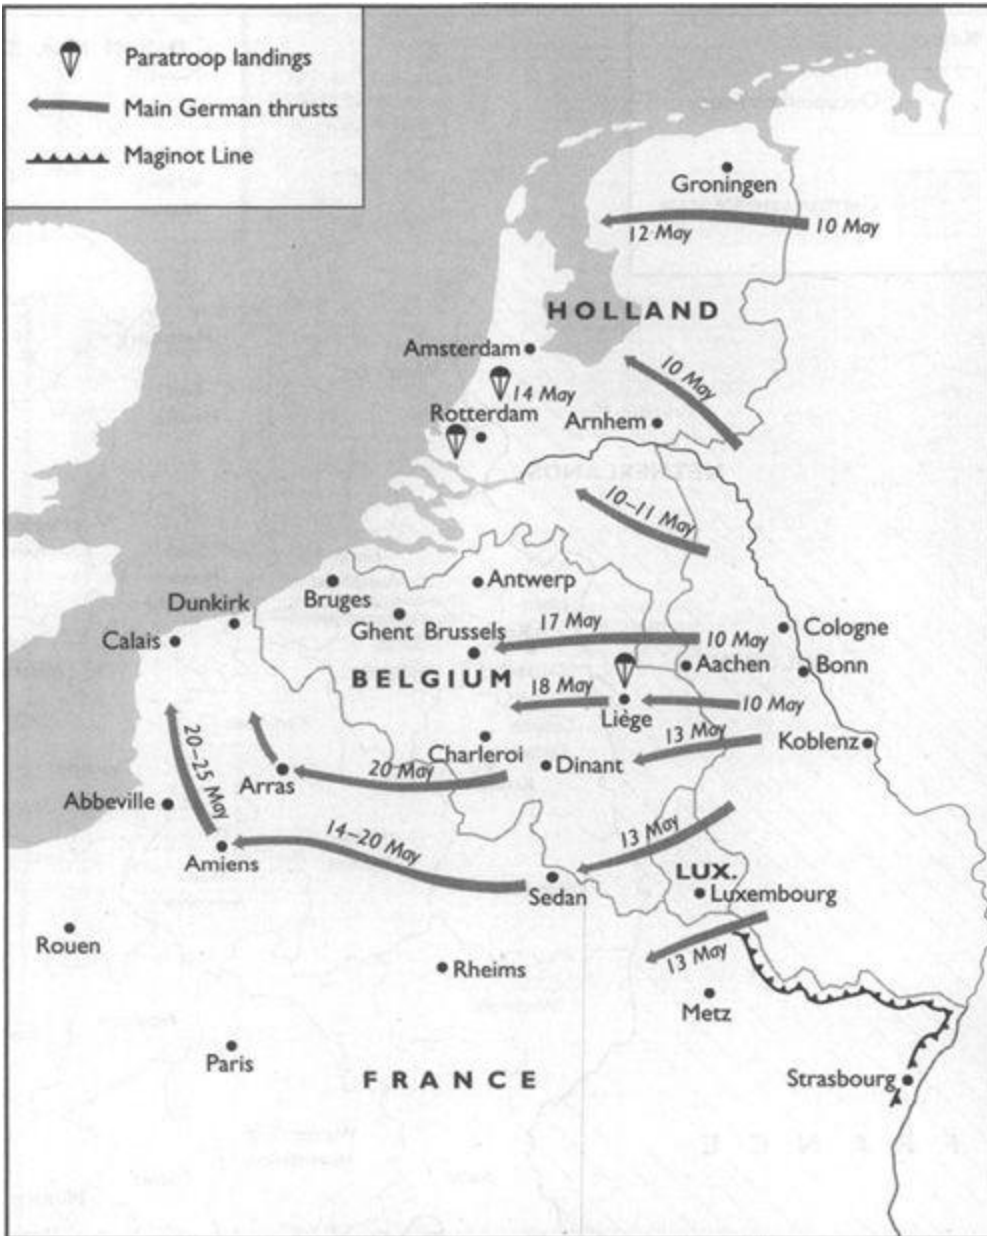 Paratroop landings
Main German thrusts
Maginot Line
Groningen
12 May
10 May
HOLLAND
Amsterdam
14 May
10 May
Rotterdam
Arnhem
10–11 May
Bruges
Antwerp
Dunkirk
Ghent
Brussels
17 May
10 May
Cologne
Calais
Aachen
Bonn
BELGIUM
18 May
Liège
10 May
20–25 May
Charleroi
13 May
Koblenz
Arras
20 May
Dinant
Abbeville
Amiens
14–20 May
13 May
LUX.
Sedan
Luxembourg
Rouen
Rheims
13 May
Metz
Paris
FRANCE
Strasbourg